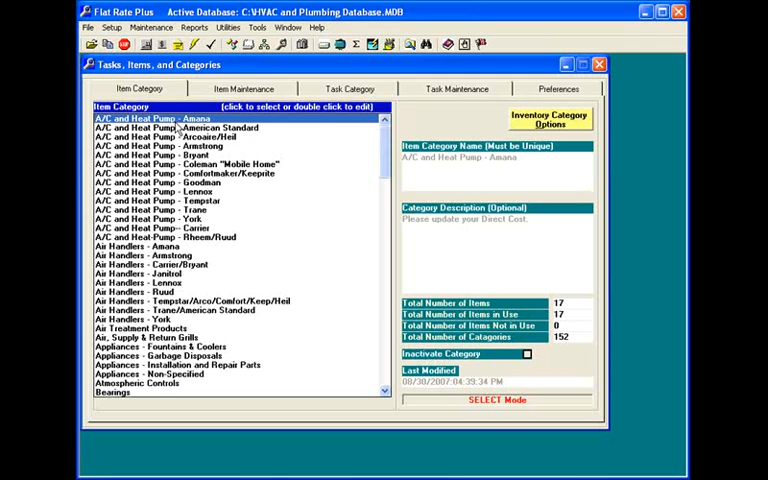 Flat Rate Plus    Active Database: C:\HVAC and Plumbing Database.MDB
File Setup Maintenance Reports Utilities Tools Window Help
Tasks, Items, and Categories
Item Category Item Maintenance Task Category Task Maintenance Preferences
Item Category (click to select or double click to edit)
A/C and Heat Pump - Amana
A/C and Heat Pump - American Standard
A/C and Heat Pump - Arcoaire/Heil
A/C and Heat Pump - Armstrong
A/C and Heat Pump - Bryant
A/C and Heat Pump - Coleman "Mobile Home"
A/C and Heat Pump - Comfortmaker/Keeprite
A/C and Heat Pump - Goodman
A/C and Heat Pump - Lennox
A/C and Heat Pump - Tempstar
A/C and Heat Pump - Trane
A/C and Heat Pump - York
A/C and Heat Pump-- Carrier
A/C and Heat-Pump - Rheem/Ruud
Air Handlers - Amana
Air Handlers - Armstrong
Air Handlers - Carrier/Bryant
Air Handlers - Janitrol
Air Handlers - Lennox
Air Handlers - Ruud
Air Handlers - Tempstar/Arco/Comfort/Keep/Heil
Air Handlers - Trane/American Standard
Air Handlers - York
Air Treatment Products
Air, Supply & Return Grills
Appliances - Fountains & Coolers
Appliances - Garbage Disposals
Appliances - Installation and Repair Parts
Appliances - Non-Specified
Atmospheric Controls
Bearings
Inventory Category
Options
Item Category Name (Must be Unique)
A/C and Heat Pump - Amana
Category Description (Optional)
Please update your Direct Cost.
Total Number of Items 17
Total Number of Items in Use 17
Total Number of Items Not in Use 0
Total Number of Catagories 152
Inactivate Category
Last Modified
08/30/2007:04:39:34 PM
SELECT Mode